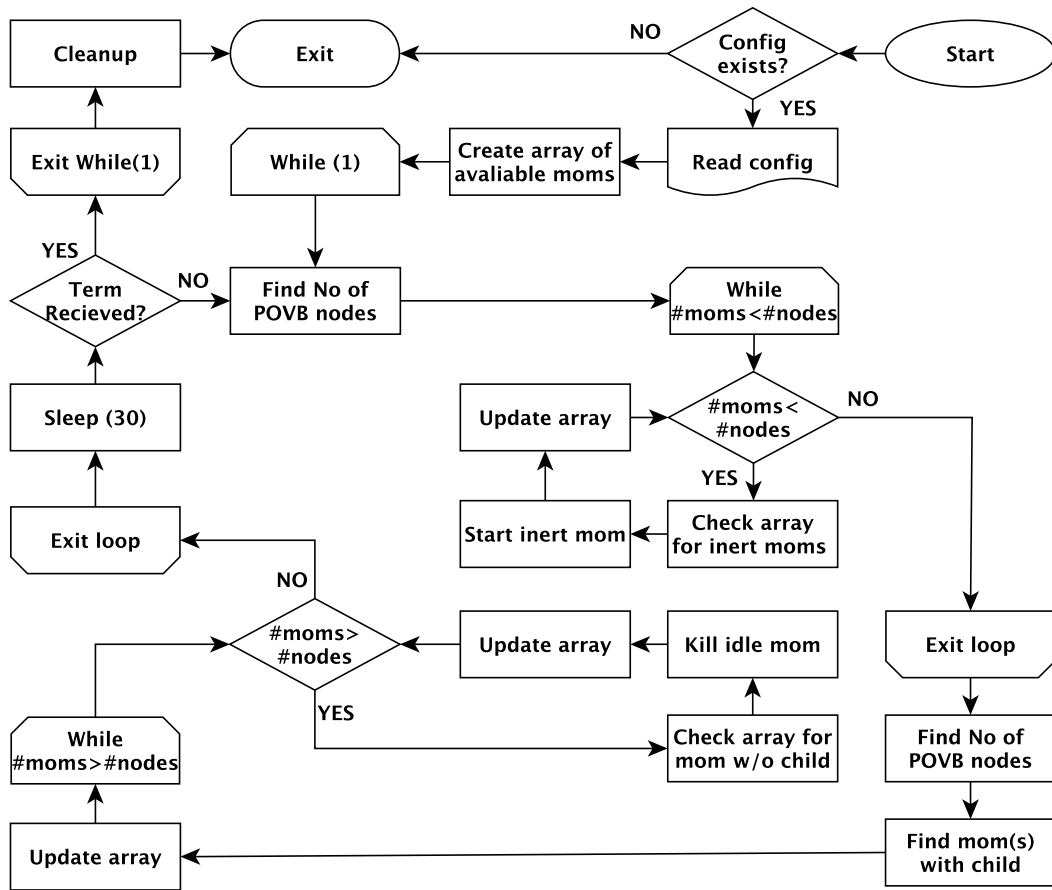 Cleanup
Exit
NO
Config
exists?
Start
YES
Exit While(1)
While (1)
Create array of
avaliable moms
Read config
YES
Term
Recieved?
NO
Find No of
POVB nodes
While
#moms<#nodes
Sleep (30)
Update array
#moms<
#nodes
NO
YES
Exit loop
Start inert mom
Check array
for inert moms
NO
#moms>
#nodes
Update array
Kill idle mom
Exit loop
YES
While
#moms>#nodes
Check array for
mom w/o child
Find No of
POVB nodes
Update array
Find mom(s)
with child